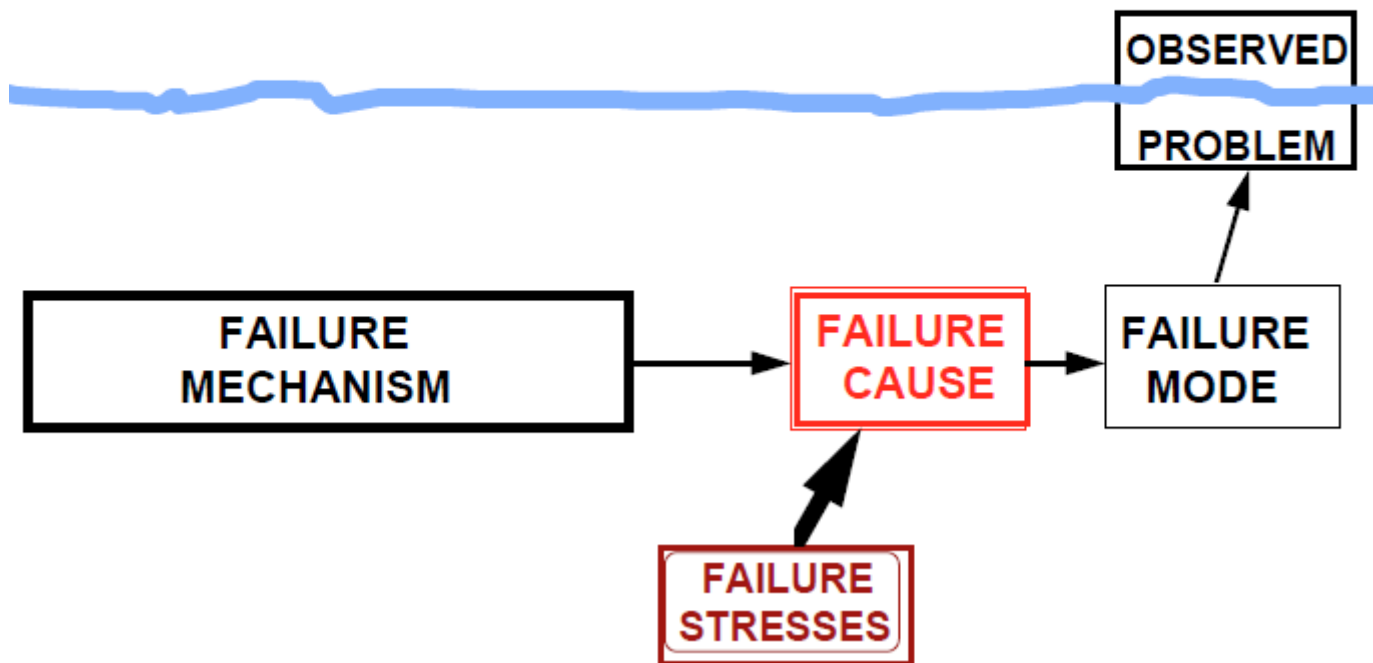 OBSERVED
PROBLEM
FAILURE
MECHANISM
FAILURE
CAUSE
FAILURE
MODE
FAILURE
STRESSES